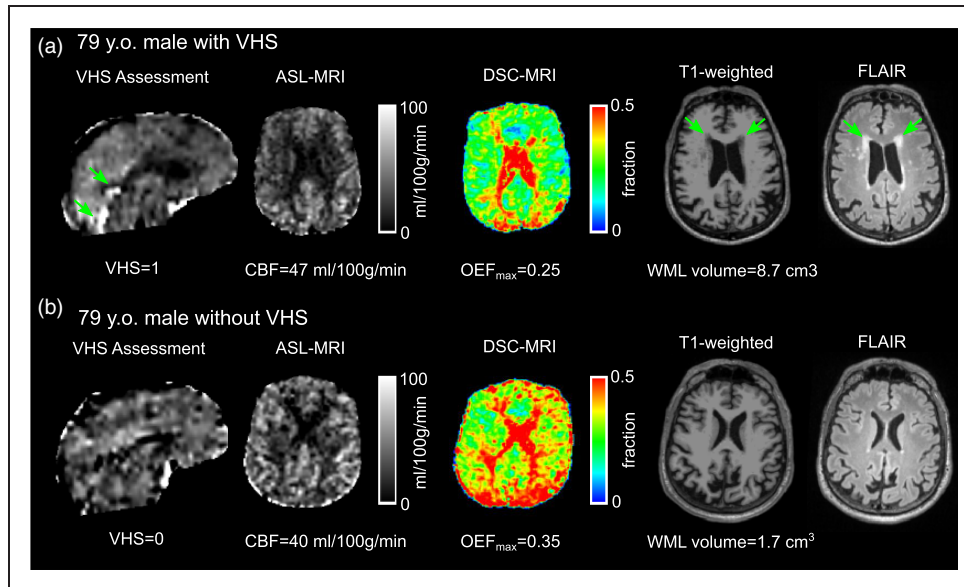 (a) 79 y.o. male with VHS
VHS Assessment
ASL-MRI
DSC-MRI
T1-weighted
FLAIR
100
0
ml/100g/min
0.5
0
fraction
VHS=1
CBF=47 ml/100g/min
OEFmax=0.25
WML volume=8.7 cm3
(b) 79 y.o. male without VHS
VHS Assessment
ASL-MRI
DSC-MRI
T1-weighted
FLAIR
100
0
ml/100g/min
0.5
0
fraction
VHS=0
CBF=40 ml/100g/min
OEFmax=0.35
WML volume=1.7 cm³